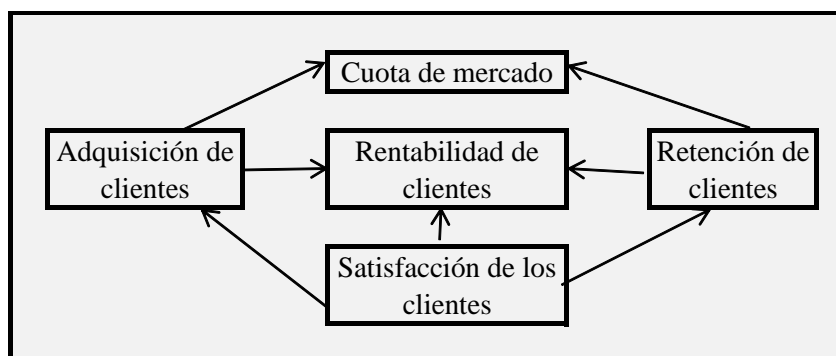 Cuota de mercado
Adquisición de
clientes
Rentabilidad de
clientes
Retención de
clientes
Satisfacción de los
clientes